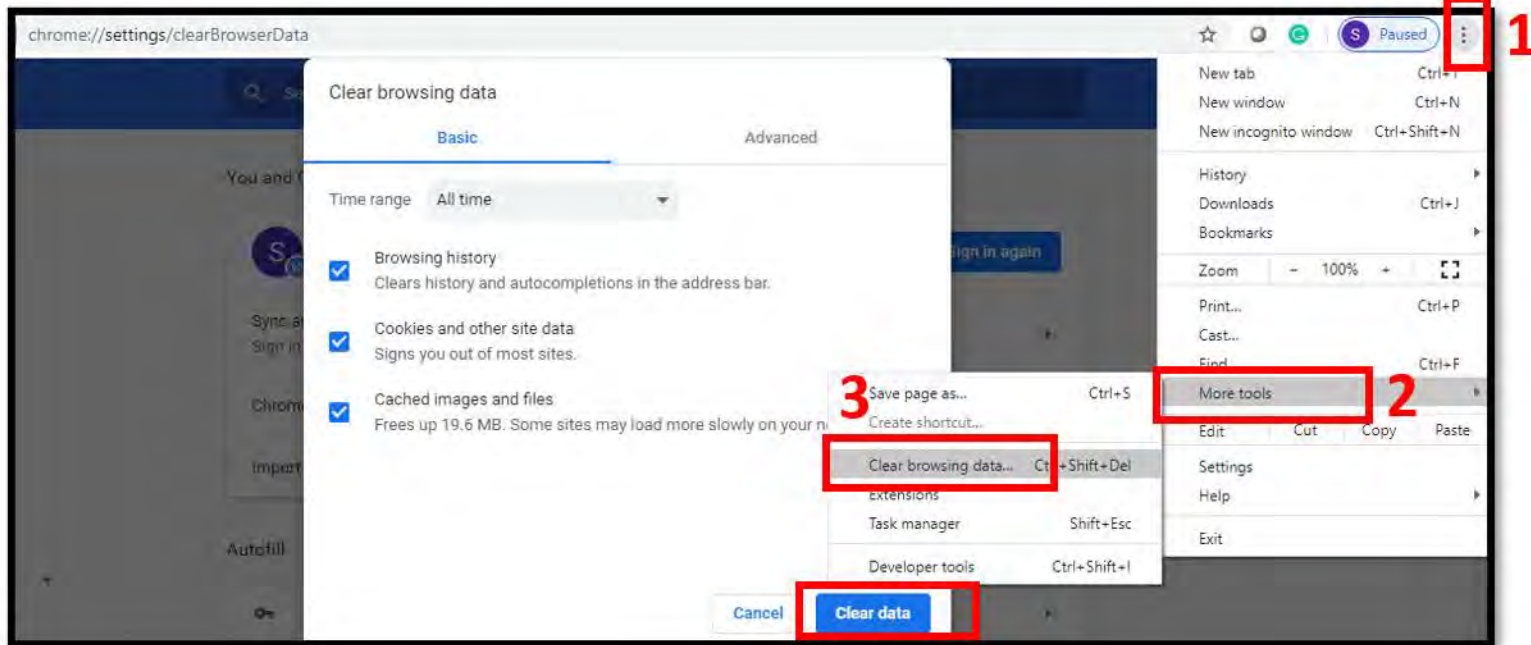 chrome://settings/clearBrowserData
S Paused
1
Clear browsing data
Basic Advanced
Time range All time
Browsing history
Clears history and autocompletions in the address bar.
Cookies and other site data
Signs you out of most sites.
Cached images and files
Frees up 19.6 MB. Some sites may load more slowly on your n
Cancel Clear data
You and
S
Sign in again
Sync a
Sign in
Chrom
Import
Autofill
New tab Ctrl+T
New window Ctrl+N
New incognito window Ctrl+Shift+N
History
Downloads Ctrl+J
Bookmarks
Zoom - 100% +
Print... Ctrl+P
Cast...
Find... Ctrl+F
More tools 2
Edit Cut Copy Paste
Settings
Help
Exit
3
Save page as... Ctrl+S
Create shortcut...
Clear browsing data... Ctrl+Shift+Del
Extensions
Task manager Shift+Esc
Developer tools Ctrl+Shift+I